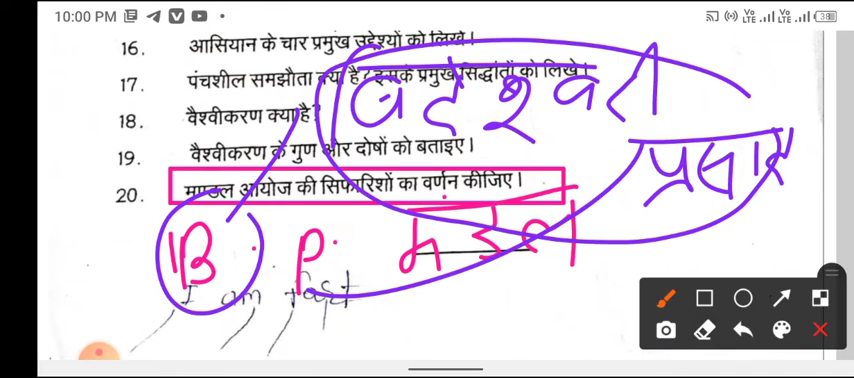 10:00 PM
38
16. आसियान के चार प्रमुख उद्देश्यों को लिखें।
17. पंचशील समझौता क्या है? इसके प्रमुख सिद्धांतों को लिखे।
18. वैश्वीकरण क्या है?
विंदेश्वरी
19. वैश्वीकरण के गुण और दोषों को बताइए।
प्रसाद
20. मण्डल आयोज की सिफारिशों का वर्णन कीजिए।
B. P. मंडल
I am